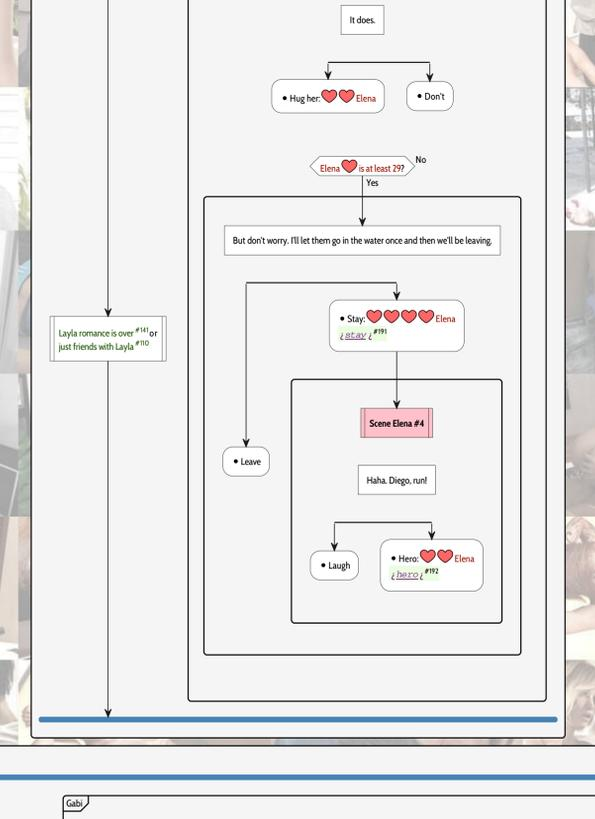 It does.
● Hug her: Elena
● Don't
Elena is at least 29?
No
Yes
But don't worry. I'll let them go in the water once and then we'll be leaving.
● Stay: Elena
¿stay¿ #191
Layla romance is over #141 or
just friends with Layla #110
Scene Elena #4
● Leave
Haha. Diego, run!
● Laugh
● Hero: Elena
¿hero¿ #192
Gabi